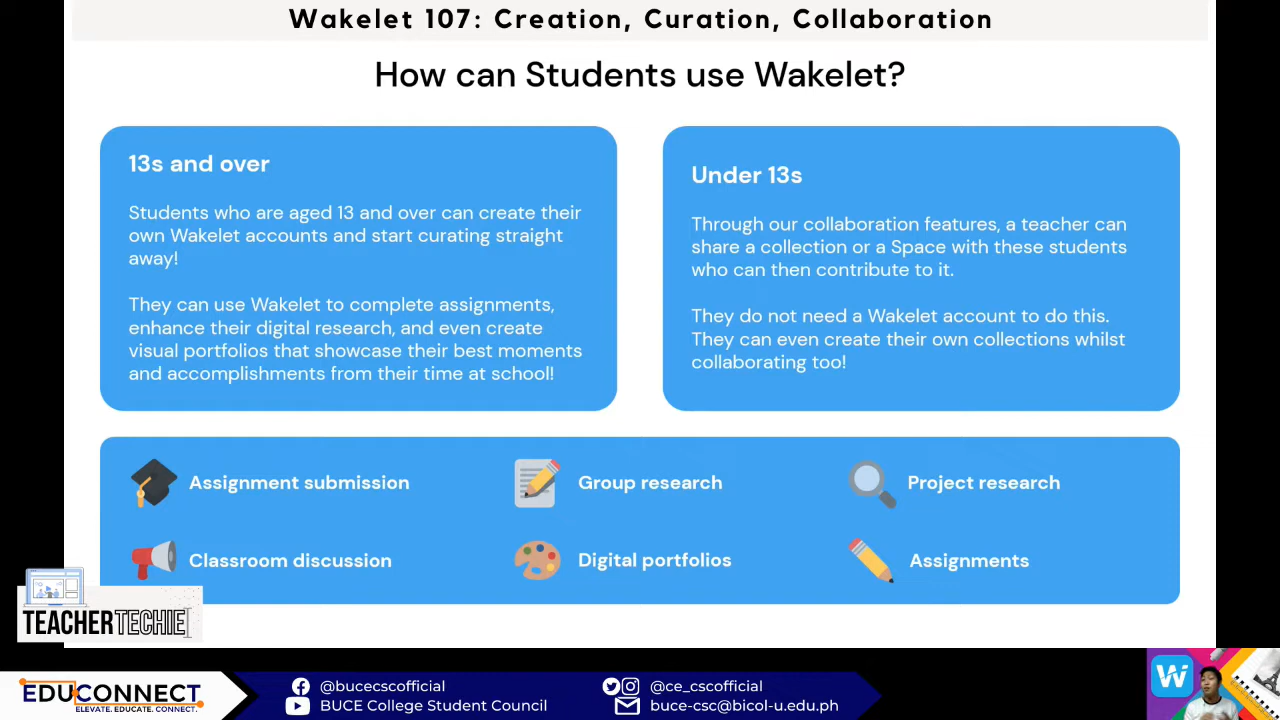 Wakelet 107: Creation, Curation, Collaboration
How can Students use Wakelet?
13s and over
Students who are aged 13 and over can create their
own Wakelet accounts and start curating straight
away!
They can use Wakelet to complete assignments,
enhance their digital research, and even create
visual portfolios that showcase their best moments
and accomplishments from their time at school!
Under 13s
Through our collaboration features, a teacher can
share a collection or a Space with these students
who can then contribute to it.
They do not need a Wakelet account to do this.
They can even create their own collections whilst
collaborating too!
Assignment submission
Group research
Project research
Classroom discussion
Digital portfolios
Assignments
TEACHERTECHIE
EDUCONNECT
ELEVATE. EDUCATE. CONNECT.
@bucecscofficial
BUCE College Student Council
@ce_cscofficial
buce-csc@bicol-u.edu.ph
W